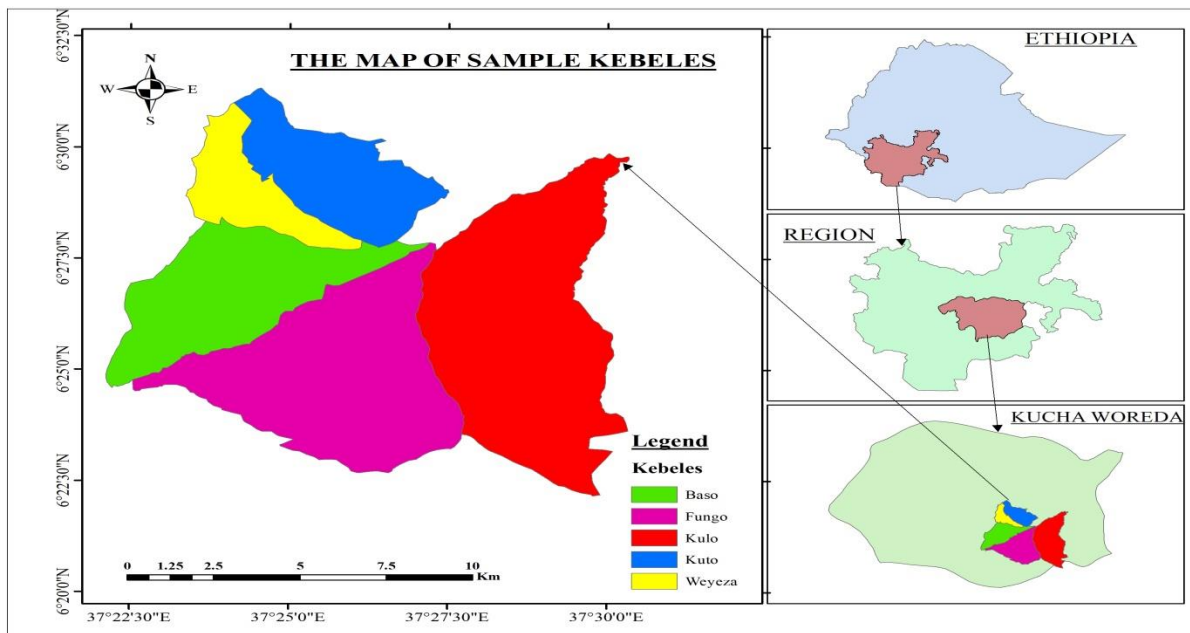 THE MAP OF SAMPLE KEBELES
N
W E
S
6°32'30"N
6°30'0"N
6°27'30"N
6°25'0"N
6°22'30"N
6°20'0"N
37°22'30"E
37°25'0"E
37°27'30"E
37°30'0"E
Legend
Kebeles
Baso
Fungo
Kulo
Kuto
Weyeza
0 1.25 2.5 5 7.5 10
Km
ETHIOPIA
REGION
KUCHA WOREDA